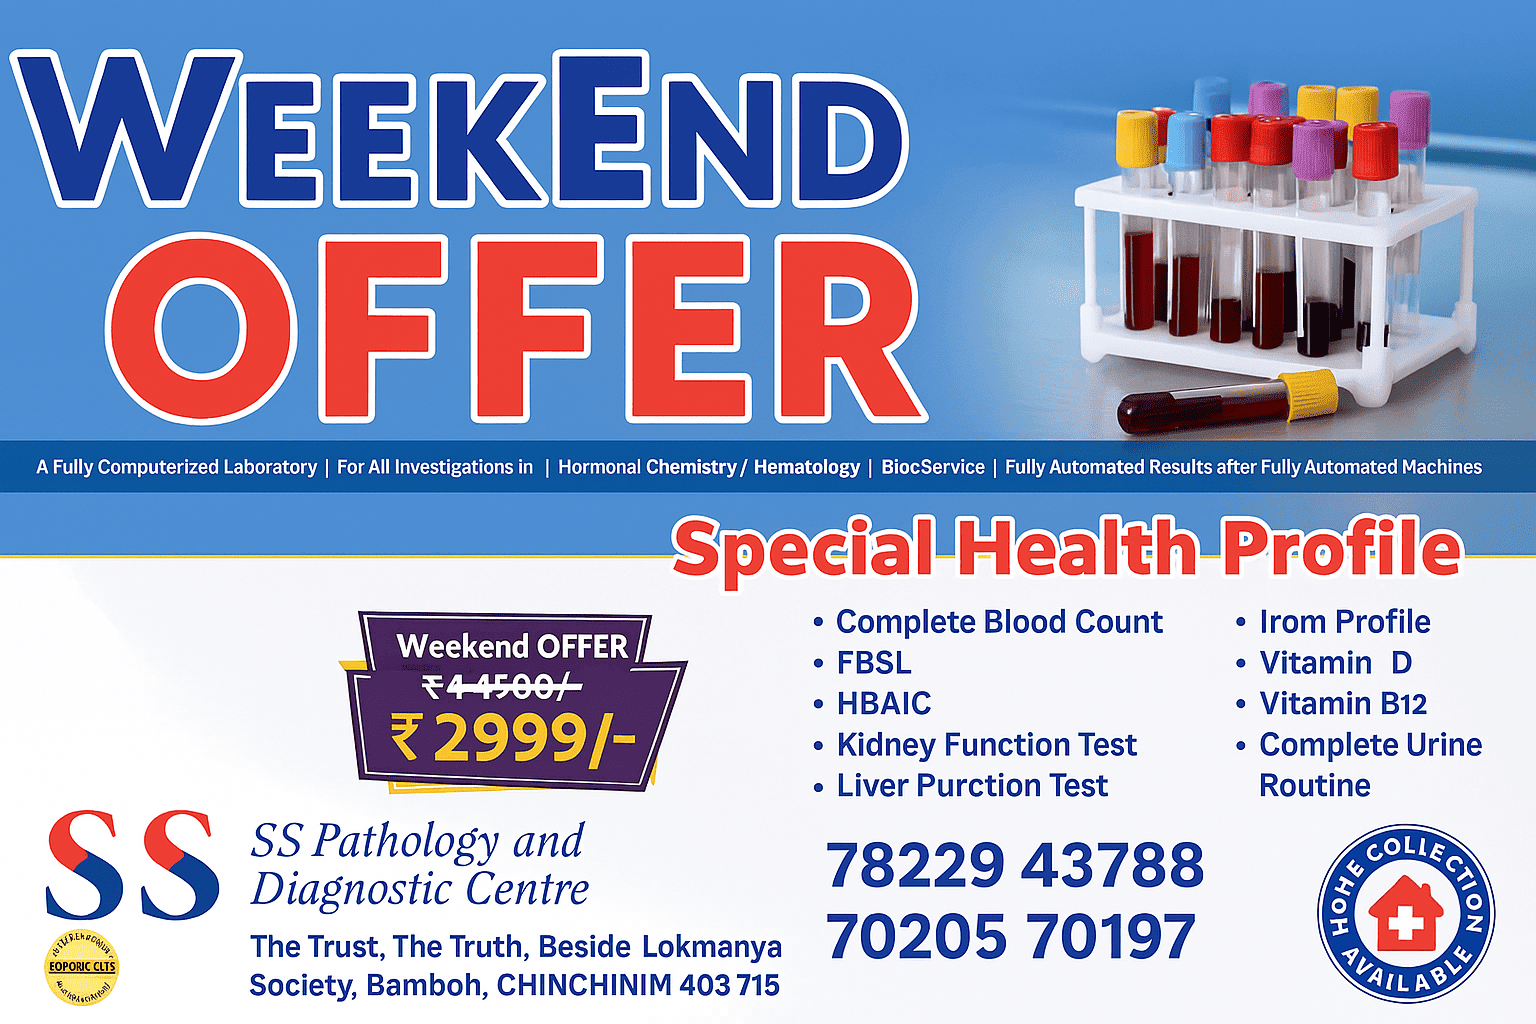 WEEKEND
OFFER
A Fully Computerized Laboratory | For All Investigations in | Hormonal Chemistry / Hematology | BiocService | Fully Automated Results after Fully Automated Machines
Special Health Profile
Weekend OFFER
₹4 4500/-
₹2999/-
• Complete Blood Count
• FBSL
• HBAIC
• Kidney Function Test
• Liver Purction Test
• Irom Profile
• Vitamin D
• Vitamin B12
• Complete Urine
Routine
SS
SS Pathology and
Diagnostic Centre
The Trust, The Truth, Beside Lokmanya
Society, Bamboh, CHINCHINIM 403 715
EOPORIC CLTS
78229 43788
70205 70197
HOHE COLLECTION
AVAILABLE